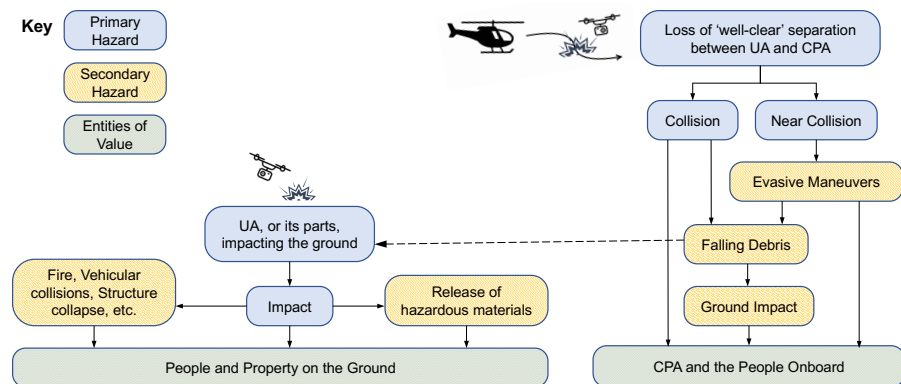 Key
Primary
Hazard
Secondary
Hazard
Entities of
Value
Loss of ‘well-clear’ separation
between UA and CPA
Collision
Near Collision
Evasive Maneuvers
UA, or its parts,
impacting the ground
Falling Debris
Fire, Vehicular
collisions, Structure
collapse, etc.
Impact
Release of
hazardous materials
Ground Impact
People and Property on the Ground
CPA and the People Onboard